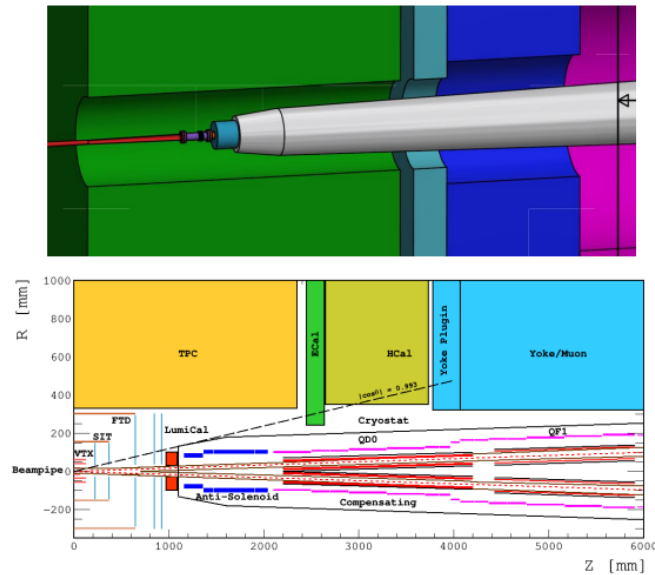 R [mm]
1000
800
600
400
200
0
−200
TPC
ECal
HCal
Yoke Plugin
Yoke/Muon
|cosθ| = 0.993
FTD
SIT
VTX
LumiCal
Beampipe
Cryostat
QD0
QF1
Anti-Solenoid
Compensating
0
1000
2000
3000
4000
5000
6000
Z [mm]